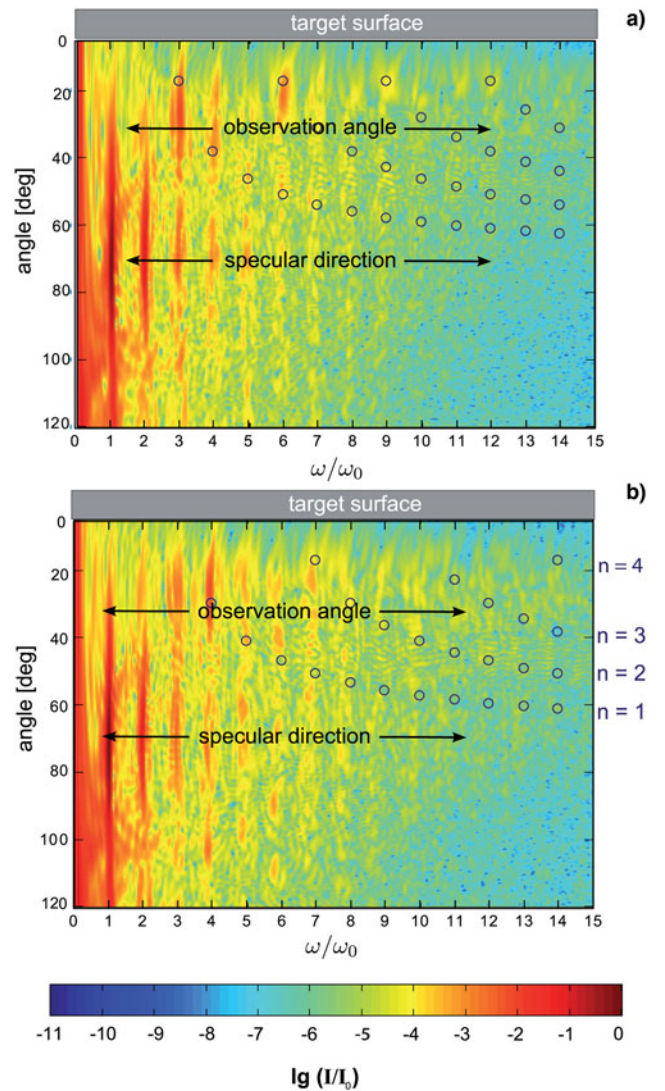 target surface
a)
0
20
40
60
80
100
120
angle [deg]
observation angle
specular direction
0 1 2 3 4 5 6 7 8 9 10 11 12 13 14 15
ω/ω₀
target surface
b)
0
20
40
60
80
100
120
angle [deg]
observation angle
specular direction
n = 4
n = 3
n = 2
n = 1
0 1 2 3 4 5 6 7 8 9 10 11 12 13 14 15
ω/ω₀
-11 -10 -9 -8 -7 -6 -5 -4 -3 -2 -1 0
lg (I/I₀)